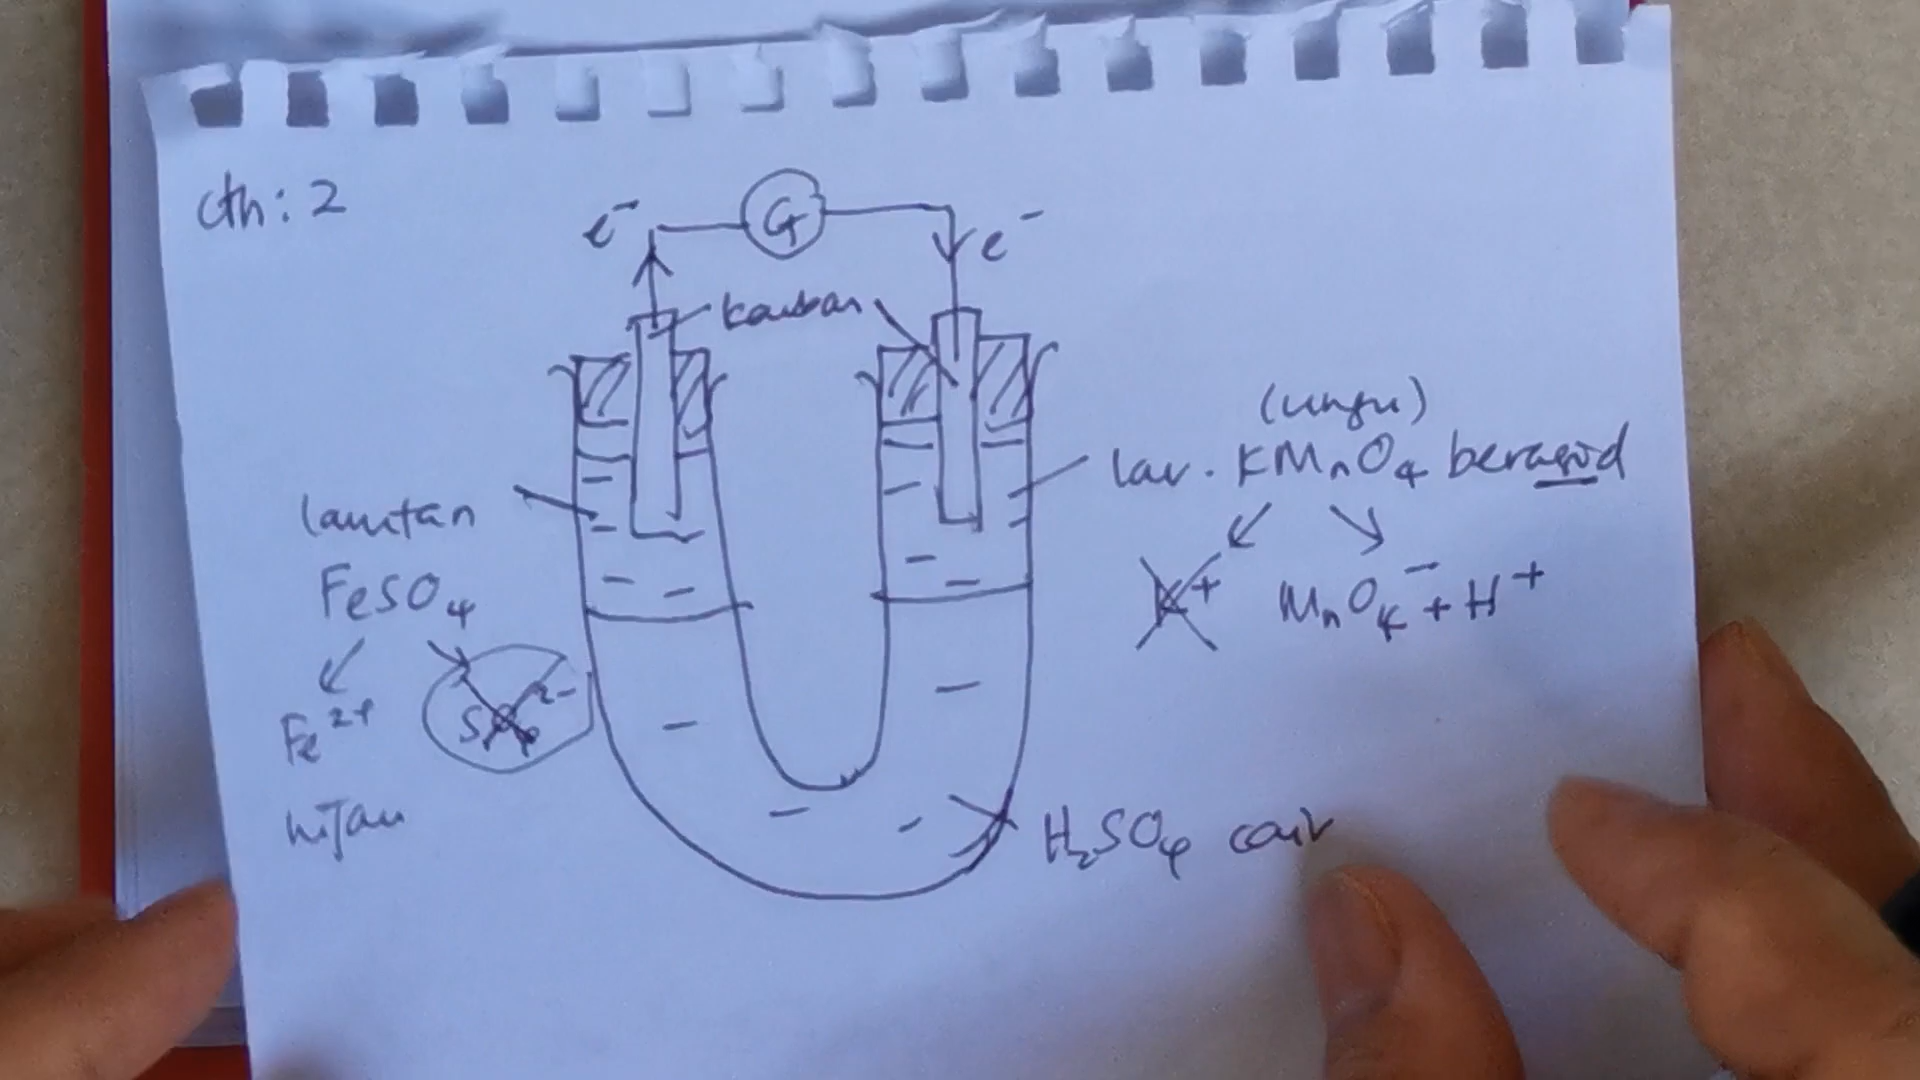 cth: 2
e⁻
G
e⁻
karbon
(ungu)
lar. KMnO₄ berasid
larutan
FeSO₄
K⁺ MnO₄⁻ + H⁺
Fe²⁺ SO₄²⁻
hijau
H₂SO₄ cair